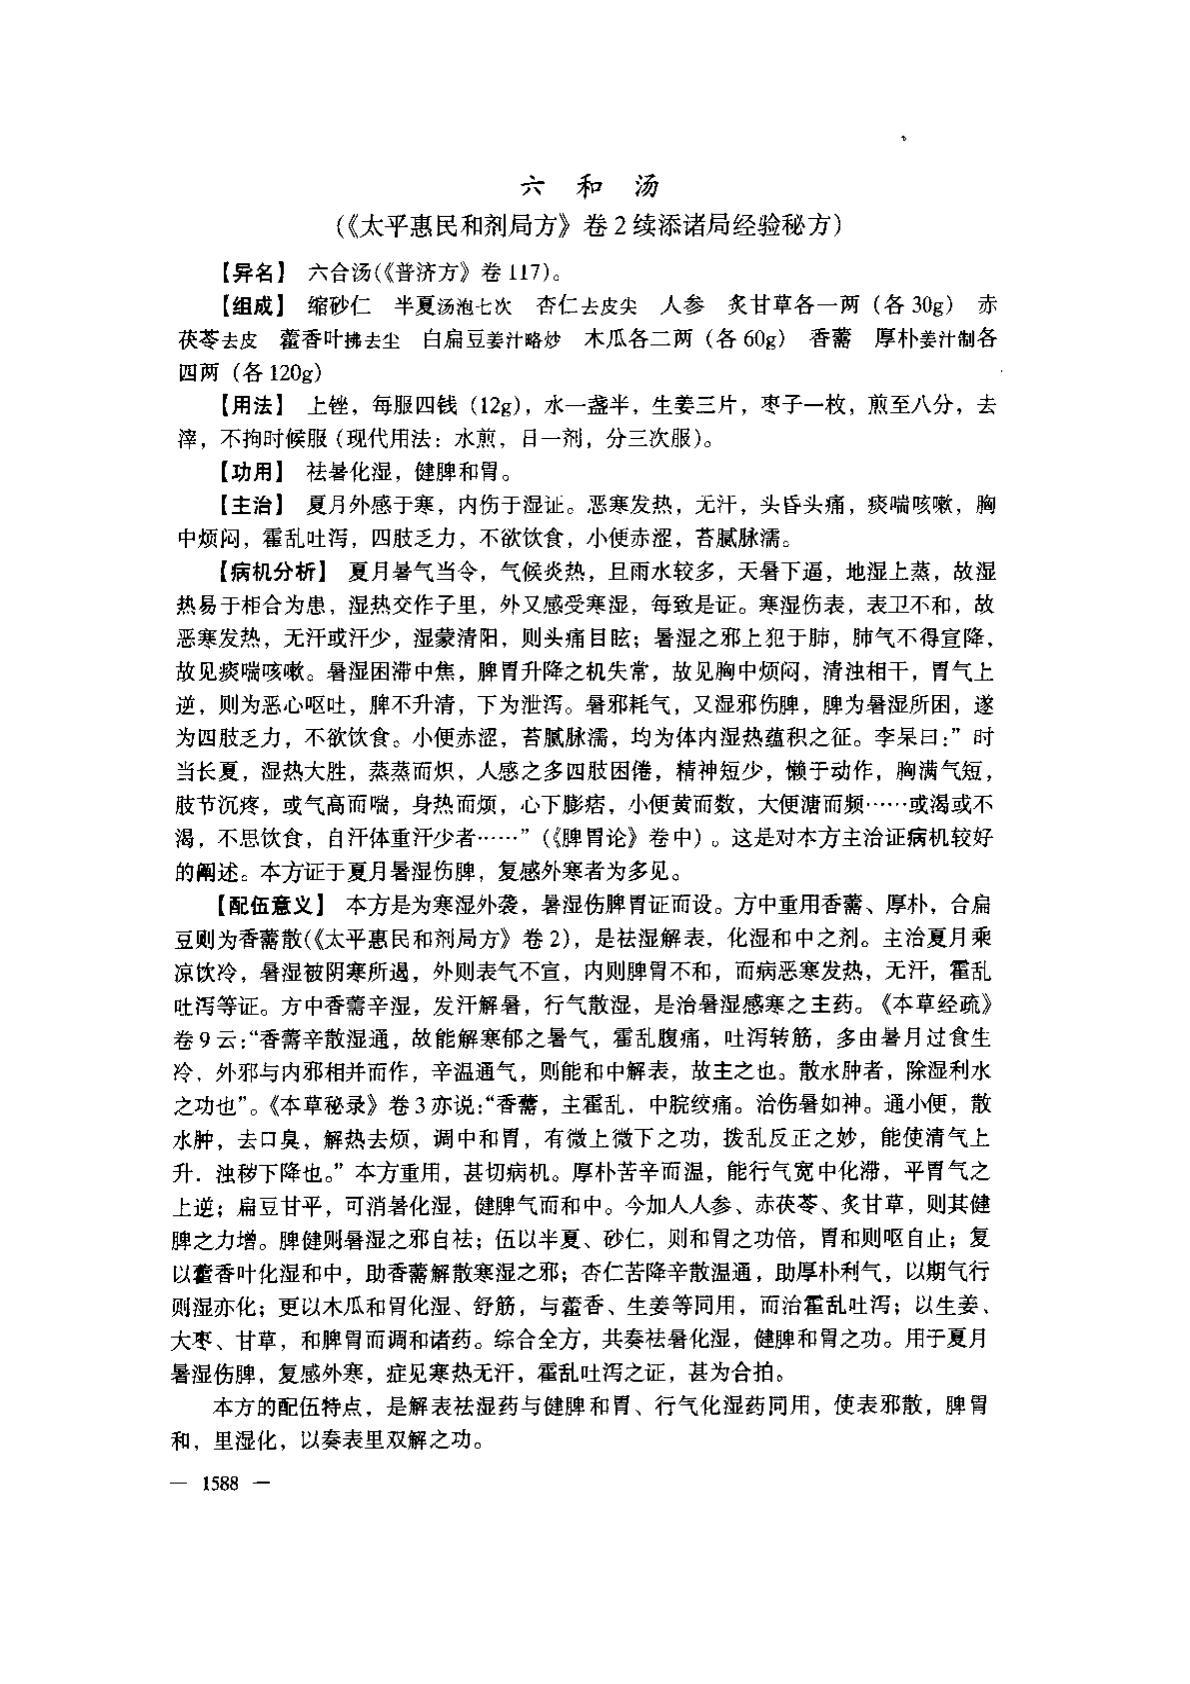 六 和 汤
(《太平惠民和剂局方》卷2续添诸局经验秘方)
【异名】 六合汤(《普济方》卷117)。
【组成】 缩砂仁 半夏汤泡七次 杏仁去皮尖 人参 炙甘草各一两(各30g) 赤
茯苓去皮 藿香叶拂去尘 白扁豆姜汁略炒 木瓜各二两(各60g) 香薷 厚朴姜汁制各
四两(各120g)
【用法】 上锉,每服四钱(12g),水一盏半,生姜三片,枣子一枚,煎至八分,去
滓,不拘时候服(现代用法:水煎,日一剂,分三次服)。
【功用】 祛暑化湿,健脾和胃。
【主治】 夏月外感于寒,内伤于湿证。恶寒发热,无汗,头昏头痛,痰喘咳嗽,胸
中烦闷,霍乱吐泻,四肢乏力,不欲饮食,小便赤涩,苔腻脉濡。
【病机分析】 夏月暑气当令,气候炎热,且雨水较多,天暑下逼,地湿上蒸,故湿
热易于相合为患,湿热交作子里,外又感受寒湿,每致是证。寒湿伤表,表卫不和,故
恶寒发热,无汗或汗少,湿蒙清阳,则头痛目眩;暑湿之邪上犯于肺,肺气不得宣降,
故见痰喘咳嗽。暑湿困滞中焦,脾胃升降之机失常,故见胸中烦闷,清浊相干,胃气上
逆,则为恶心呕吐,脾不升清,下为泄泻。暑邪耗气,又湿邪伤脾,脾为暑湿所困,遂
为四肢乏力,不欲饮食。小便赤涩,苔腻脉濡,均为体内湿热蕴积之征。李杲曰:”时
当长夏,湿热大胜,蒸蒸而炽,人感之多四肢困倦,精神短少,懒于动作,胸满气短,
肢节沉疼,或气高而喘,身热而烦,心下膨痞,小便黄而数,大便溏而频……或渴或不
渴,不思饮食,自汗体重汗少者……”(《脾胃论》卷中)。这是对本方主治证病机较好
的阐述。本方证于夏月暑湿伤脾,复感外寒者为多见。
【配伍意义】 本方是为寒湿外袭,暑湿伤脾胃证而设。方中重用香薷、厚朴,合扁
豆则为香薷散(《太平惠民和剂局方》卷2),是祛湿解表,化湿和中之剂。主治夏月乘
凉饮冷,暑湿被阴寒所遏,外则表气不宣,内则脾胃不和,而病恶寒发热,无汗,霍乱
吐泻等证。方中香薷辛湿,发汗解暑,行气散湿,是治暑湿感寒之主药。《本草经疏》
卷9云:“香薷辛散湿通,故能解寒郁之暑气,霍乱腹痛,吐泻转筋,多由暑月过食生
冷,外邪与内邪相并而作,辛温通气,则能和中解表,故主之也。散水肿者,除湿利水
之功也”。《本草秘录》卷3亦说:“香薷,主霍乱,中脘绞痛。治伤暑如神。通小便,散
水肿,去口臭,解热去烦,调中和胃,有微上微下之功,拨乱反正之妙,能使清气上
升.浊秽下降也。”本方重用,甚切病机。厚朴苦辛而温,能行气宽中化滞,平胃气之
上逆;扁豆甘平,可消暑化湿,健脾气而和中。今加人人参、赤茯苓、炙甘草,则其健
脾之力增。脾健则暑湿之邪自祛;伍以半夏、砂仁,则和胃之功倍,胃和则呕自止;复
以藿香叶化湿和中,助香薷解散寒湿之邪;杏仁苦降辛散温通,助厚朴利气,以期气行
则湿亦化;更以木瓜和胃化湿、舒筋,与藿香、生姜等同用,而治霍乱吐泻;以生姜、
大枣、甘草,和脾胃而调和诸药。综合全方,共奏祛暑化湿,健脾和胃之功。用于夏月
暑湿伤脾,复感外寒,症见寒热无汗,霍乱吐泻之证,甚为合拍。
本方的配伍特点,是解表祛湿药与健脾和胃、行气化湿药同用,使表邪散,脾胃
和,里湿化,以奏表里双解之功。
— 1588 —